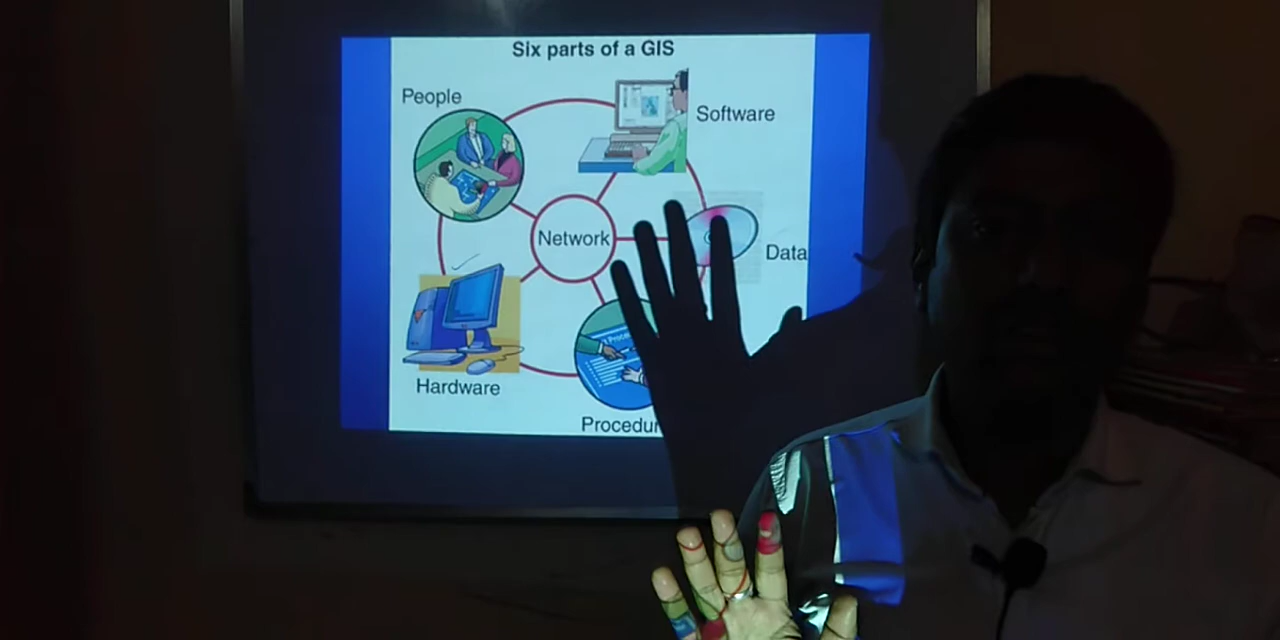 Six parts of a GIS
People
Software
Network
Data
Hardware
Procedur